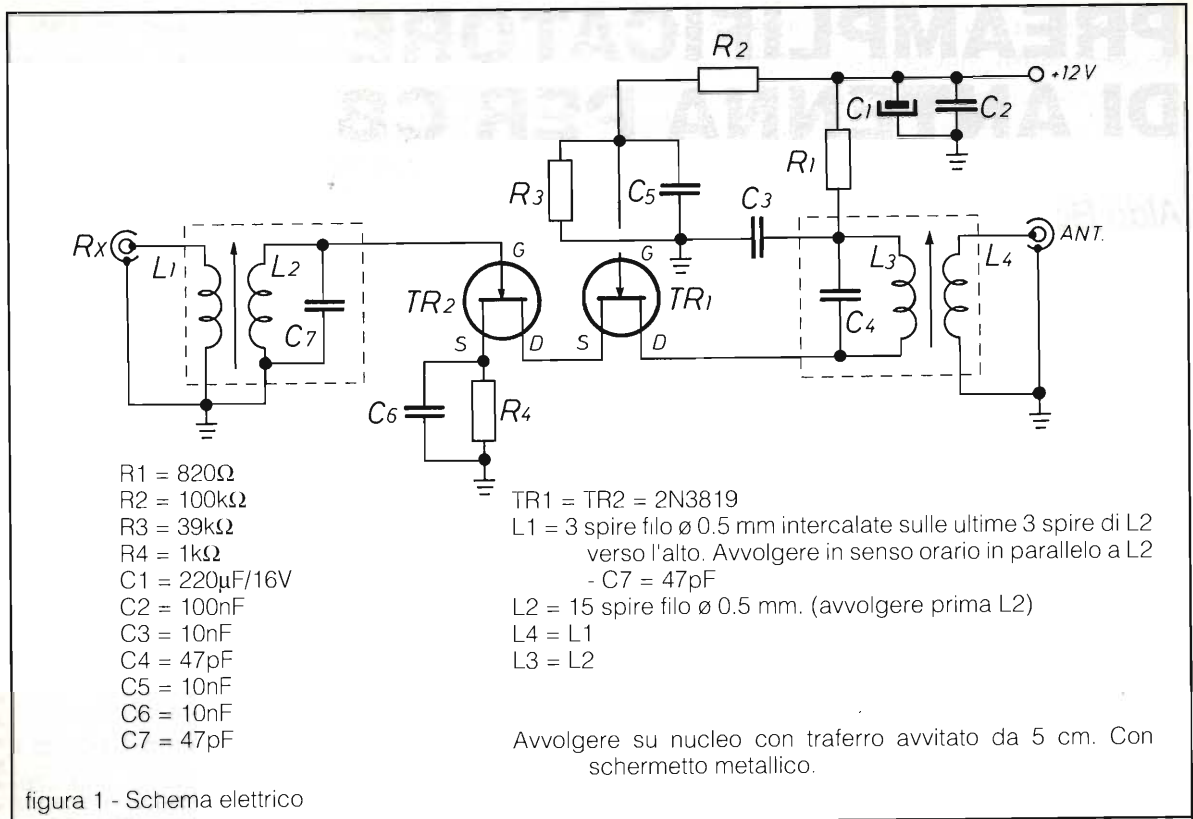 R2
+12V
C1
C2
R1
R3
C5
C3
RX
L1
L2
C7
G
TR2
S
D
G
TR1
S
D
L3
C4
L4
ANT.
C6
R4
R1 = 820Ω
R2 = 100kΩ
R3 = 39kΩ
R4 = 1kΩ
C1 = 220µF/16V
C2 = 100nF
C3 = 10nF
C4 = 47pF
C5 = 10nF
C6 = 10nF
C7 = 47pF
TR1 = TR2 = 2N3819
L1 = 3 spire filo ø 0.5 mm intercalate sulle ultime 3 spire di L2
verso l'alto. Avvolgere in senso orario in parallelo a L2
- C7 = 47pF
L2 = 15 spire filo ø 0.5 mm. (avvolgere prima L2)
L4 = L1
L3 = L2
Avvolgere su nucleo con traferro avvitato da 5 cm. Con
schermetto metallico.
figura 1 - Schema elettrico